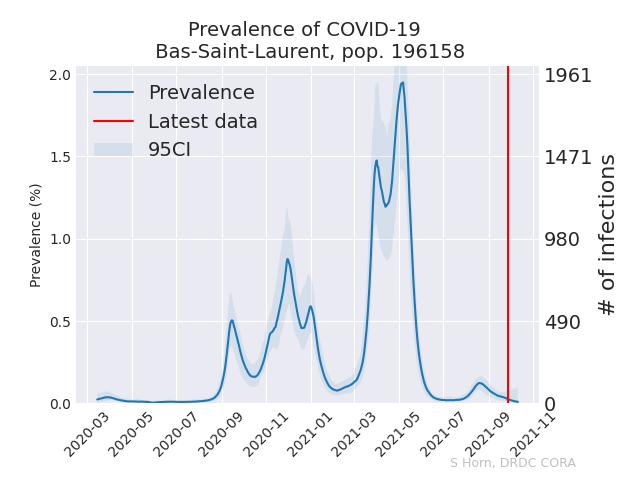 Prevalence of COVID-19
Bas-Saint-Laurent, pop. 196158
Prevalence
Latest data
95CI
Prevalence (%)
2.0
1.5
1.0
0.5
0.0
1961
1471
980
490
0
# of infections
2020-03
2020-05
2020-07
2020-09
2020-11
2021-01
2021-03
2021-05
2021-07
2021-09
2021-11
S Horn, DRDC CORA